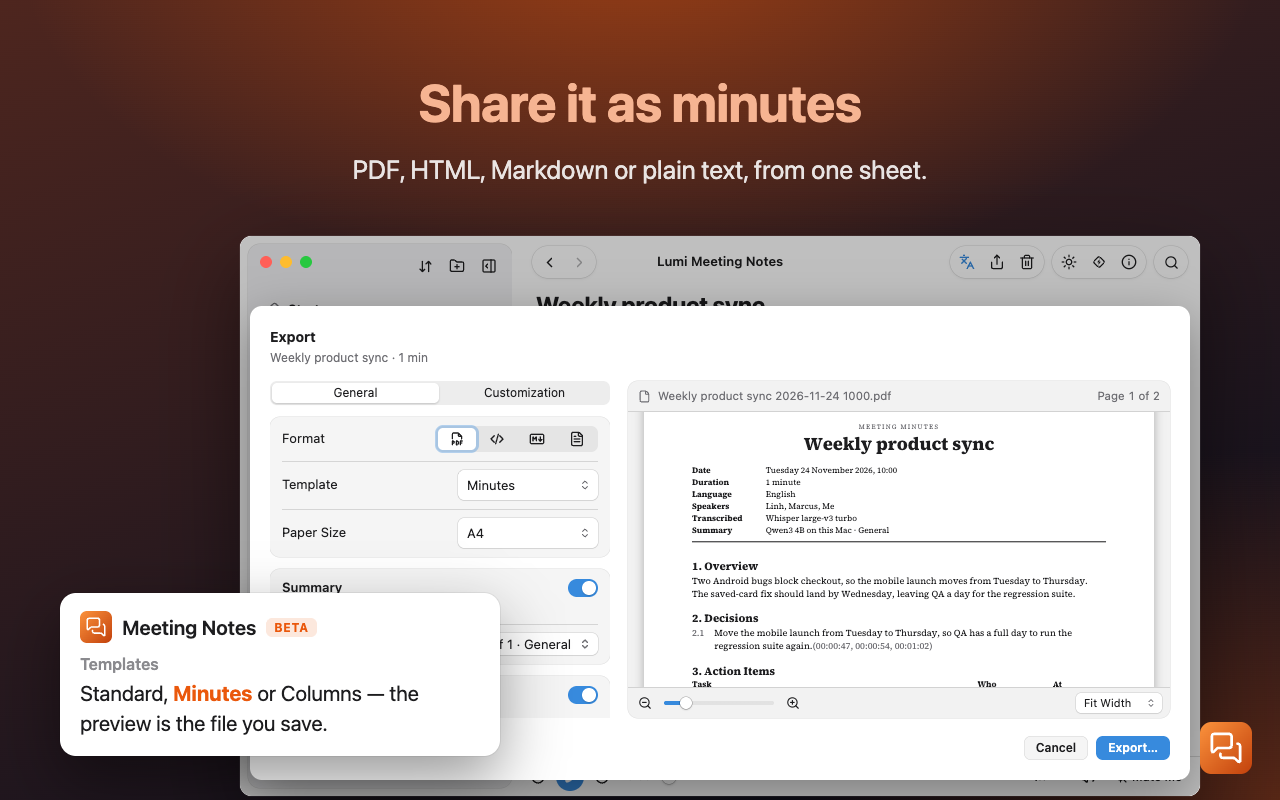 Share it as minutes
PDF, HTML, Markdown or plain text, from one sheet.
Lumi Meeting Notes
Weekly product sync
Export
Weekly product sync · 1 min
General
Customization
Format
PDF
Template
Minutes
Paper Size
A4
Summary
f 1 · General
Weekly product sync 2026-11-24 1000.pdf
Page 1 of 2
MEETING MINUTES
Weekly product sync
Date Tuesday 24 November 2026, 10:00
Duration 1 minute
Language English
Speakers Linh, Marcus, Me
Transcribed Whisper large-v3 turbo
Summary Qwen3 4B on this Mac · General
1. Overview
Two Android bugs block checkout, so the mobile launch moves from Tuesday to Thursday.
The saved-card fix should land by Wednesday, leaving QA a day for the regression suite.
2. Decisions
2.1 Move the mobile launch from Tuesday to Thursday, so QA has a full day to run the
regression suite again.(00:00:47, 00:00:54, 00:01:02)
3. Action Items
Task Who At
Fit Width
Cancel
Export...
Meeting Notes BETA
Templates
Standard, Minutes or Columns — the
preview is the file you save.